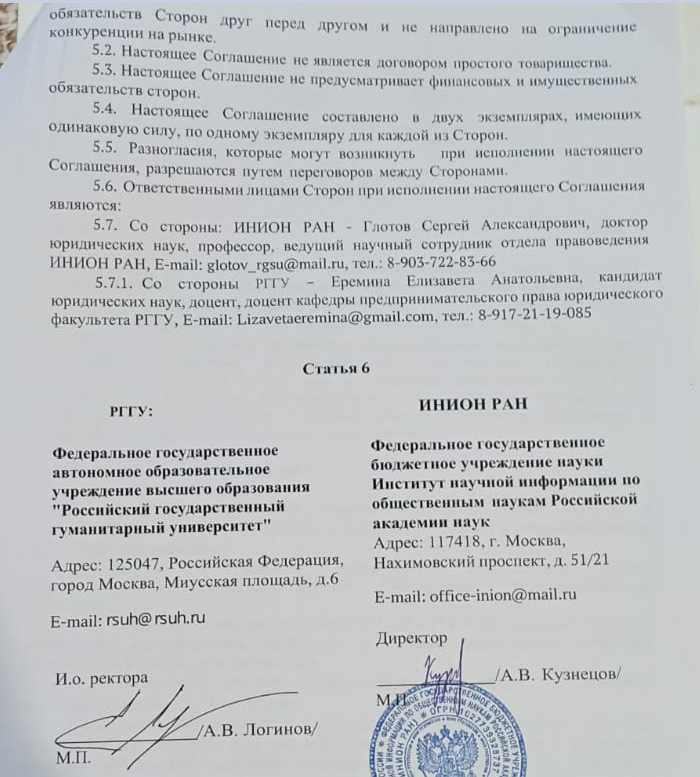 обязательств Сторон друг перед другом и не направлено на ограничение
конкуренции на рынке.
5.2. Настоящее Соглашение не является договором простого товарищества.
5.3. Настоящее Соглашение не предусматривает финансовых и имущественных
обязательств сторон.
5.4. Настоящее Соглашение составлено в двух экземплярах, имеющих
одинаковую силу, по одному экземпляру для каждой из Сторон.
5.5. Разногласия, которые могут возникнуть при исполнении настоящего
Соглашения, разрешаются путем переговоров между Сторонами.
5.6. Ответственными лицами Сторон при исполнении настоящего Соглашения
являются:
5.7. Со стороны: ИНИОН РАН - Глотов Сергей Александрович, доктор
юридических наук, профессор, ведущий научный сотрудник отдела правоведения
ИНИОН РАН, E-mail: glotov_rgsu@mail.ru, тел.: 8-903-722-83-66
5.7.1. Со стороны РГГУ – Еремина Елизавета Анатольевна, кандидат
юридических наук, доцент, доцент кафедры предпринимательского права юридического
факультета РГГУ, E-mail: Lizavetaeremina@gmail.com, тел.: 8-917-21-19-085
Статья 6
РГГУ:
Федеральное государственное
автономное образовательное
учреждение высшего образования
"Российский государственный
гуманитарный университет"
Адрес: 125047, Российская Федерация,
город Москва, Миусская площадь, д.6
E-mail: rsuh@rsuh.ru
И.о. ректора
/А.В. Логинов/
М.П.
ИНИОН РАН
Федеральное государственное
бюджетное учреждение науки
Институт научной информации по
общественным наукам Российской
академии наук
Адрес: 117418, г. Москва,
Нахимовский проспект, д. 51/21
E-mail: office-inion@mail.ru
Директор
/А.В. Кузнецов/
М.П.